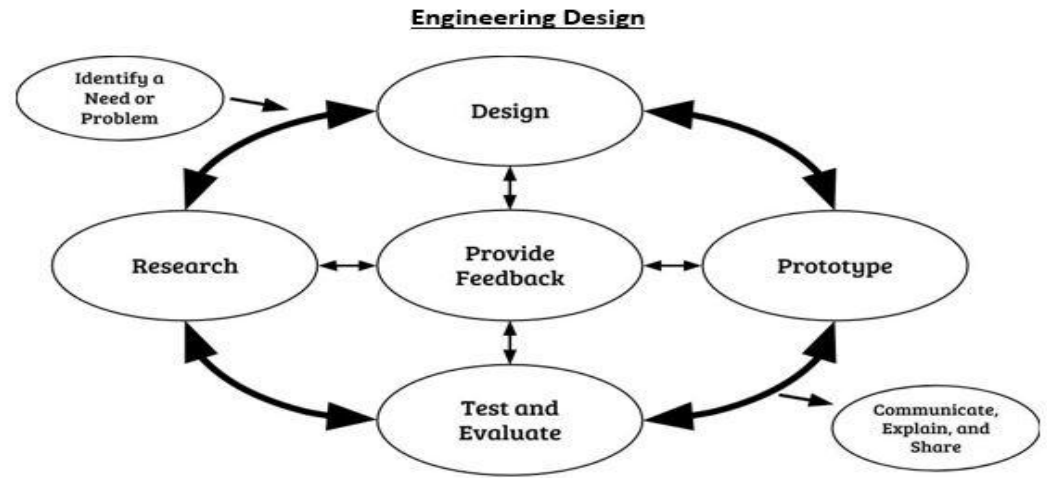 Engineering Design
Identify a
Need or
Problem
Design
Research
Provide
Feedback
Prototype
Test and
Evaluate
Communicate,
Explain, and
Share